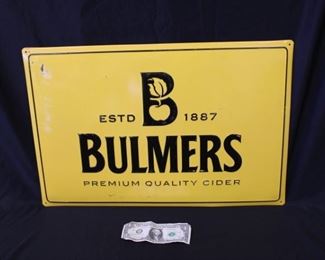 B
ESTD 1887
BULMERS
PREMIUM QUALITY CIDER